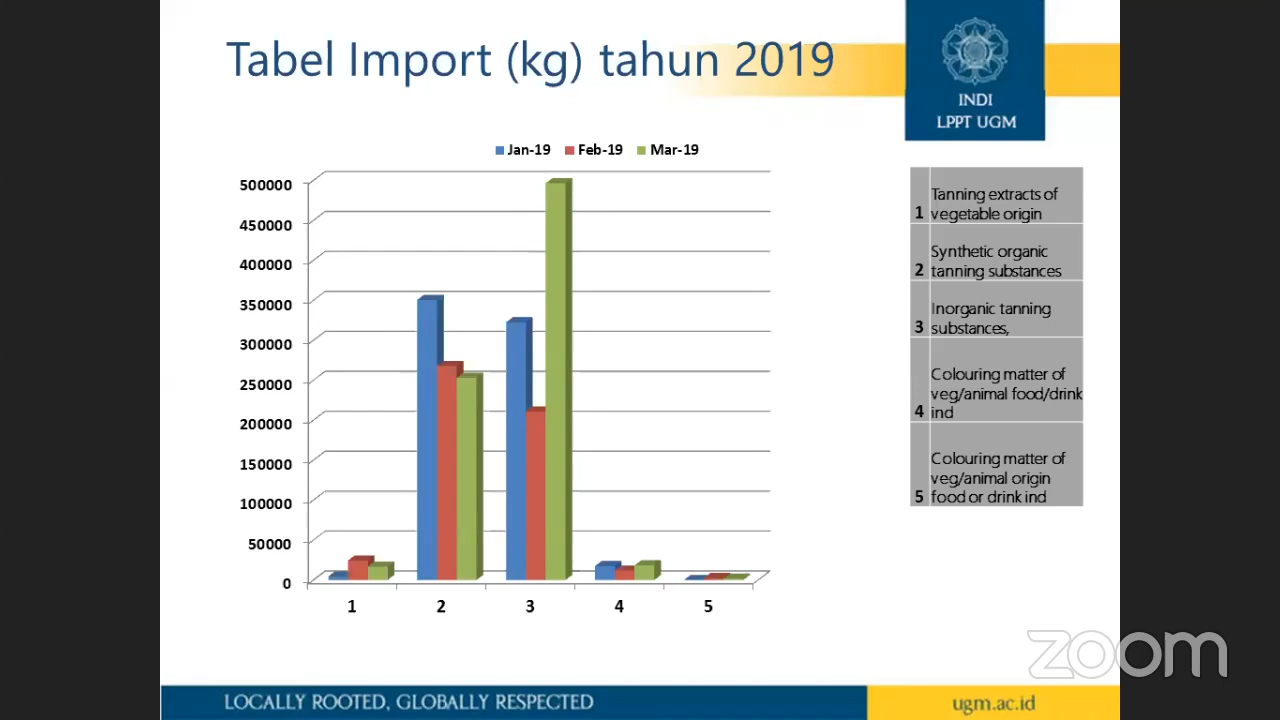 Tabel Import (kg) tahun 2019
INDI
LPPT UGM
Jan-19 Feb-19 Mar-19
500000
450000
400000
350000
300000
250000
200000
150000
100000
50000
0
1 2 3 4 5
Tanning extracts of
1 vegetable origin
Synthetic organic
2 tanning substances
Inorganic tanning
3 substances,
Colouring matter of
veg/animal food/drink
4 ind
Colouring matter of
veg/animal origin
5 food or drink ind
zoom
LOCALLY ROOTED, GLOBALLY RESPECTED
ugm.ac.id